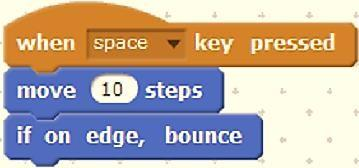 when space key pressed
move 10 steps
if on edge, bounce